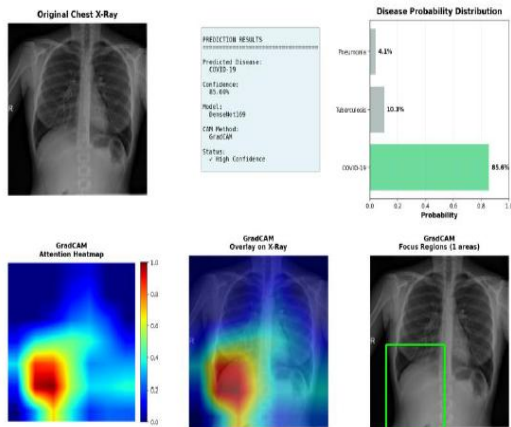 Original Chest X-Ray
R
PREDICTION RESULTS
Predicted Disease:
COVID-19
Confidence:
85.60%
Model:
DenseNet169
CAM Method:
GradCAM
Status:
✓ High Confidence
Disease Probability Distribution
Pneumonia
4.1%
Tuberculosis
10.3%
COVID-19
85.6%
0.0 0.2 0.4 0.6 0.8 1.0
Probability
GradCAM
Attention Heatmap
1.0
0.8
0.6
0.4
0.2
0.0
GradCAM
Overlay on X-Ray
R
GradCAM
Focus Regions (1 areas)
R